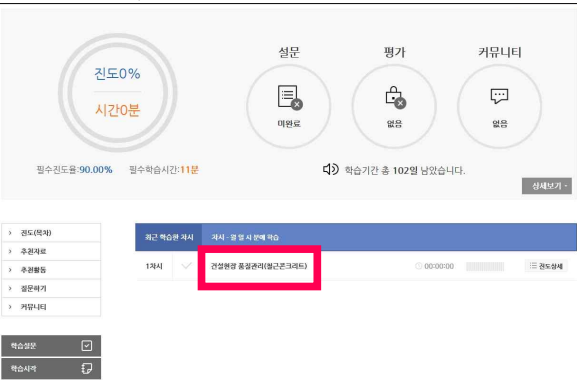 진도0%
시간0분
필수진도율:90.00% 필수학습시간:11분
설문 평가 커뮤니티
미완료 없음 없음
학습기간 총 102일 남았습니다.
상세보기
진도(목차)
추천자료
추천활동
질문하기
커뮤니티
학습설문
학습시작
최근 학습한 차시 차시 - 월 일 시 분에 학습
1차시 건설현장 품질관리(철근콘크리트) 00:00:00 진도상세